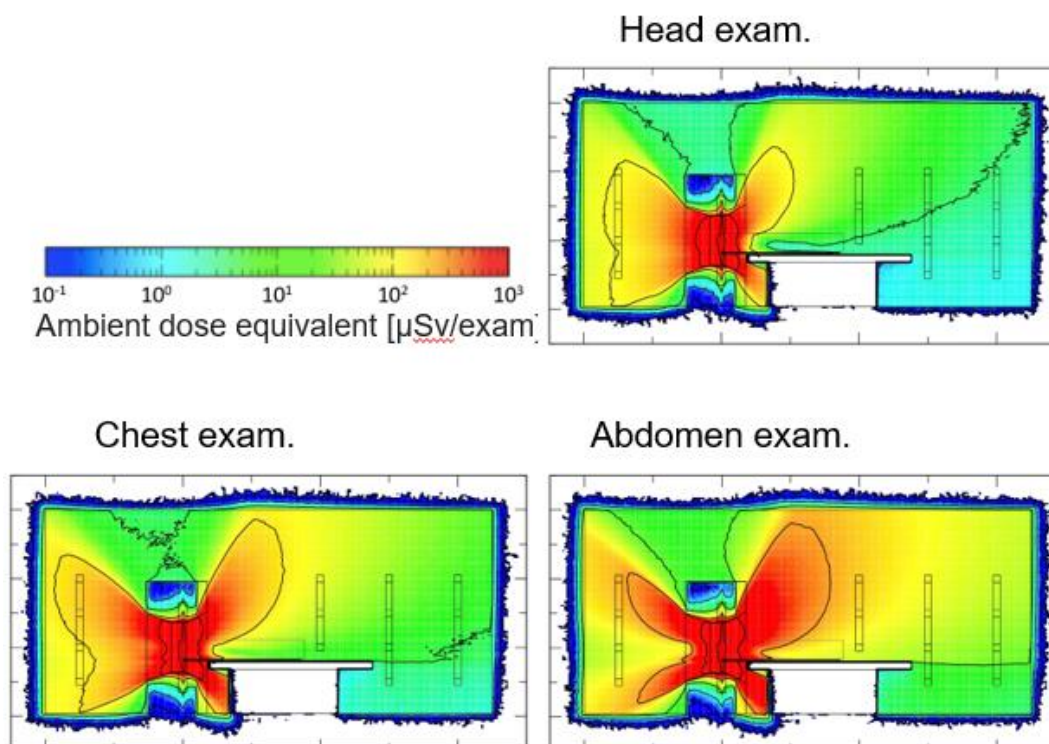 Head exam.
10⁻¹ 10⁰ 10¹ 10² 10³
Ambient dose equivalent [µSv/exam]
Chest exam.
Abdomen exam.